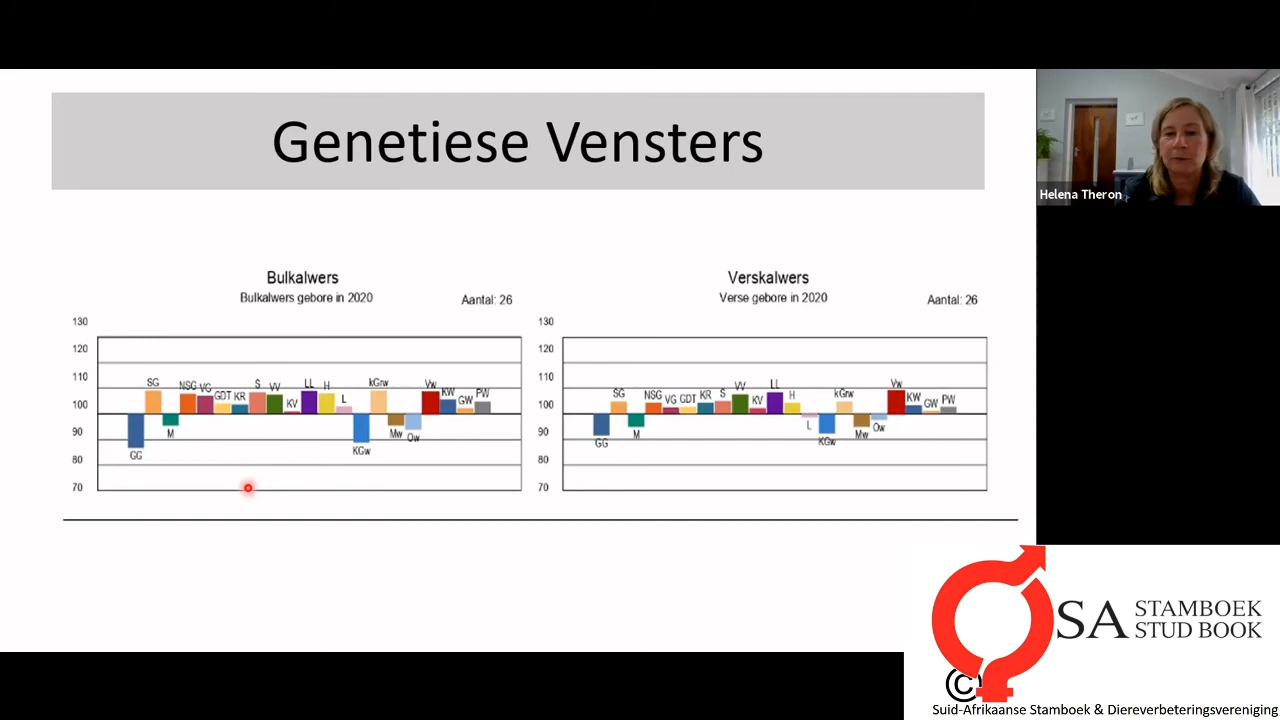 Genetiese Vensters
Helena Theron
Bulkalwers
Bulkalwers gebore in 2020
Aantal: 26
130
120
110
100
90
80
70
SG
NSG
VG
GDT
KR
S
VV
KV
LL
H
L
kGrw
Vw
KW
GW
PW
GG
M
KGw
Mw
Ow
Verskalwers
Verse gebore in 2020
Aantal: 26
130
120
110
100
90
80
70
SG
NSG
VG
GDT
KR
S
VV
KV
LL
H
kGrw
Vw
KW
GW
PW
GG
M
L
KGw
Mw
Ow
SA STAMBOEK
STUD BOOK
©
Suid-Afrikaanse Stamboek & Diereverbeteringsvereniging